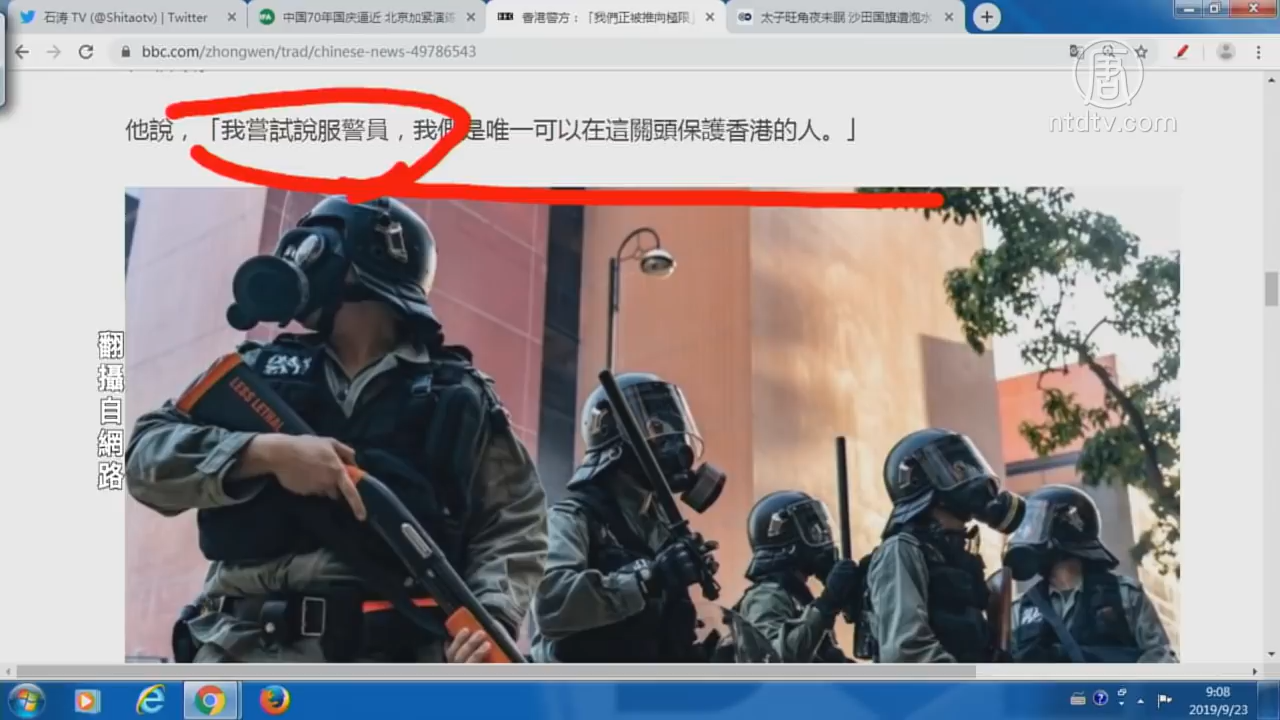 石涛 TV (@Shitaotv) | Twitter
中国70年国庆逼近 北京加紧演
香港警方：「我們正被推向極限
太子旺角夜未眠 沙田国旗遭泡水
bbc.com/zhongwen/trad/chinese-news-49786543
唐
ntdtv.com
他說，「我嘗試說服警員，我們是唯一可以在這關頭保護香港的人。」
LESS LETHAL
翻攝自網路
9:08
2019/9/23